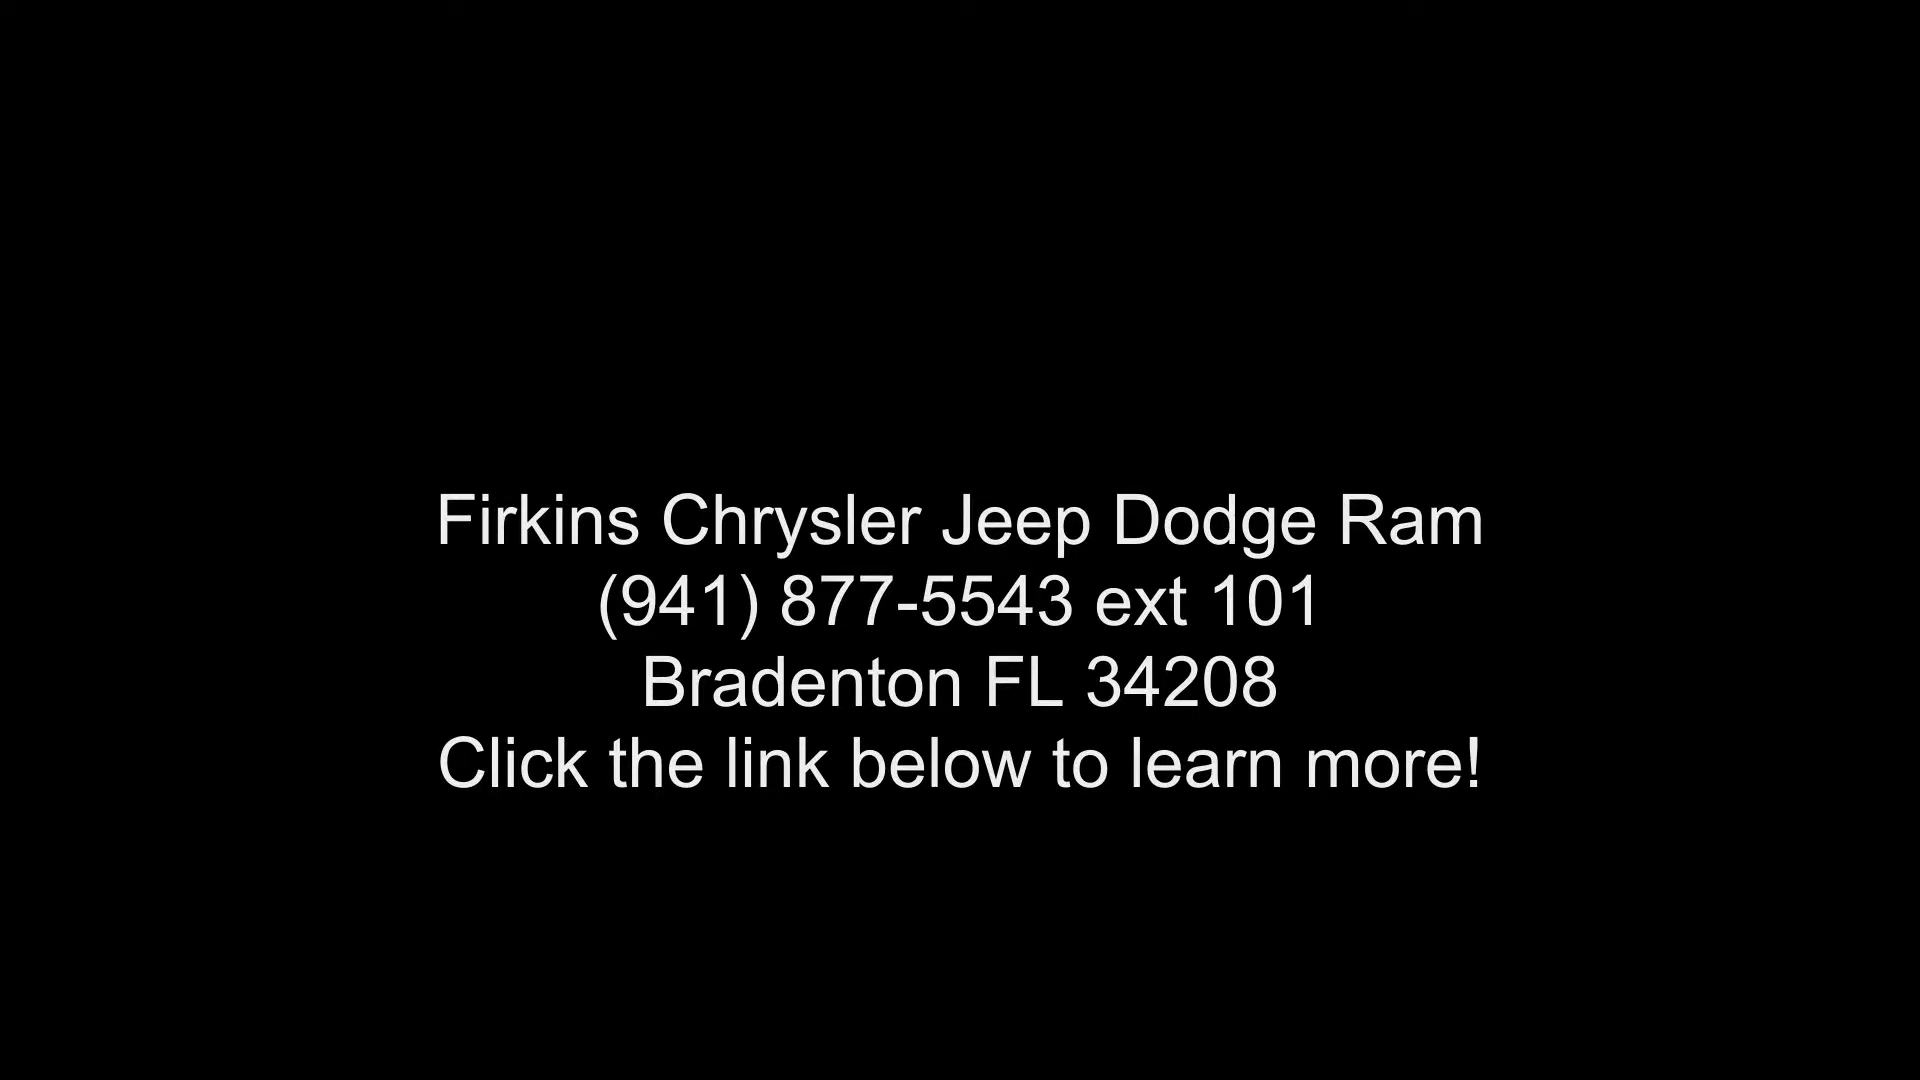 Firkins Chrysler Jeep Dodge Ram
(941) 877-5543 ext 101
Bradenton FL 34208
Click the link below to learn more!